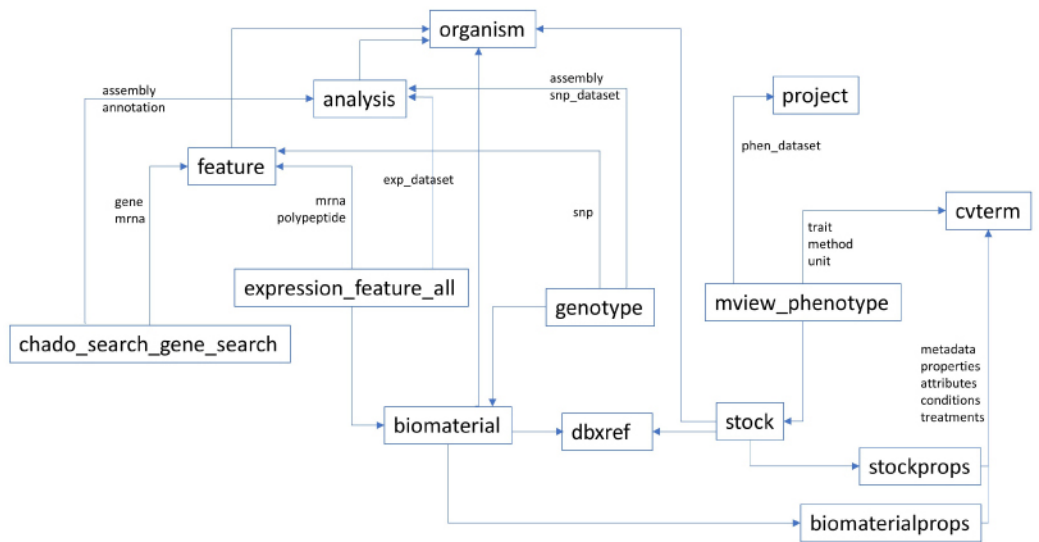 organism
assembly
annotation
analysis
assembly
snp_dataset
project
phen_dataset
feature
exp_dataset
gene
mrna
mrna
polypeptide
snp
cvterm
trait
method
unit
expression_feature_all
genotype
mview_phenotype
chado_search_gene_search
metadata
properties
attributes
conditions
treatments
biomaterial
dbxref
stock
stockprops
biomaterialprops